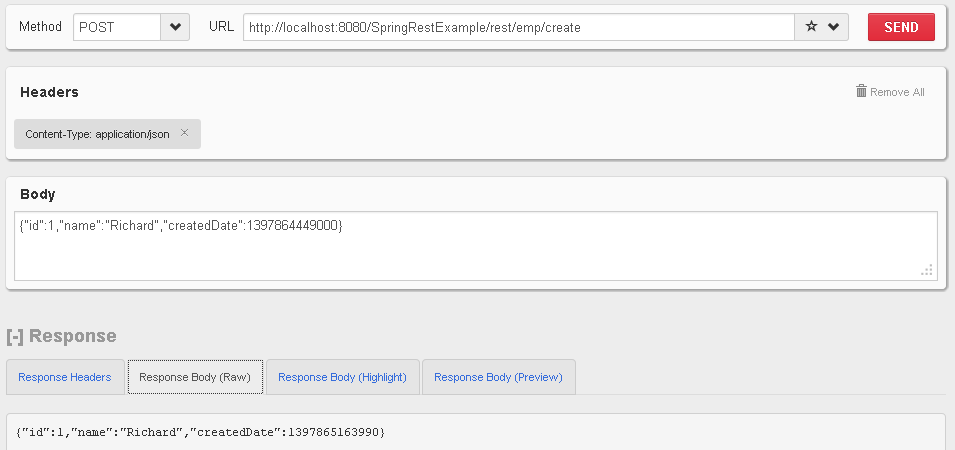 Method POST URL http://localhost:8080/SpringRestExample/rest/emp/create SEND
Headers Remove All
Content-Type: application/json ×
Body
{"id":1,"name":"Richard","createdDate":1397864449000}
[-] Response
Response Headers Response Body (Raw) Response Body (Highlight) Response Body (Preview)
{"id":1,"name":"Richard","createdDate":1397865163990}